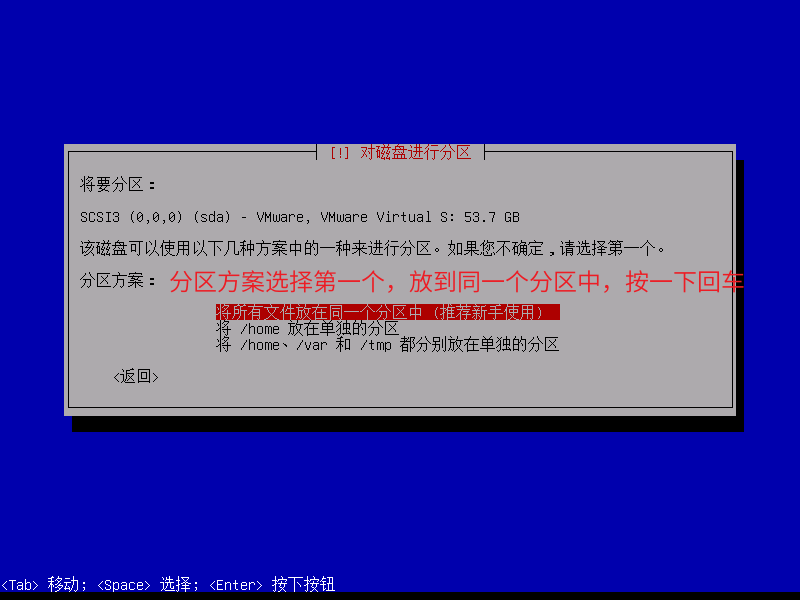 [!] 对磁盘进行分区
将要分区：
SCSI3 (0,0,0) (sda) - VMware, VMware Virtual S: 53.7 GB
该磁盘可以使用以下几种方案中的一种来进行分区。如果您不确定，请选择第一个。
分区方案： 分区方案选择第一个，放到同一个分区中，按一下回车
将所有文件放在同一个分区中 (推荐新手使用)
将 /home 放在单独的分区
将 /home、/var 和 /tmp 都分别放在单独的分区
<返回>
<Tab> 移动; <Space> 选择; <Enter> 按下按钮